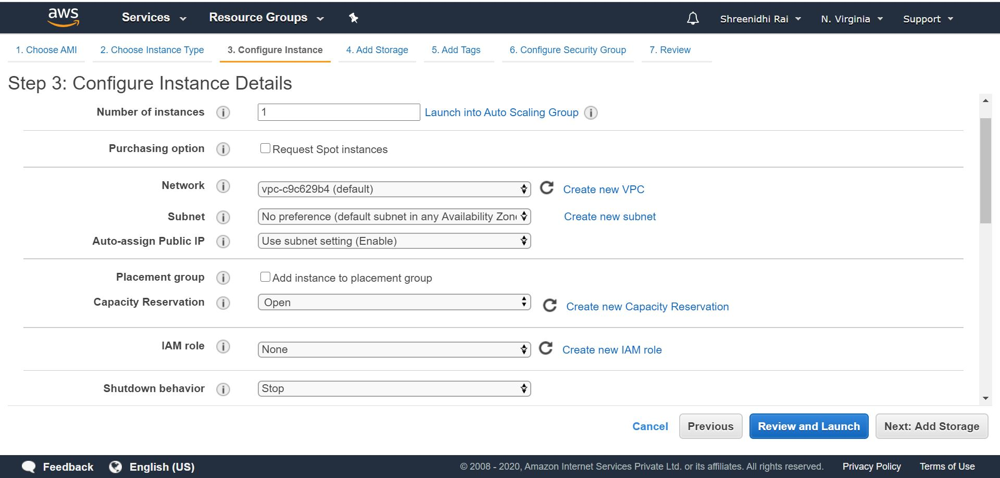 aws Services Resource Groups Shreenidhi Rai N. Virginia Support
1. Choose AMI 2. Choose Instance Type 3. Configure Instance 4. Add Storage 5. Add Tags 6. Configure Security Group 7. Review
Step 3: Configure Instance Details
Number of instances i 1 Launch into Auto Scaling Group i
Purchasing option i Request Spot instances
Network i vpc-c9c629b4 (default) Create new VPC
Subnet i No preference (default subnet in any Availability Zon Create new subnet
Auto-assign Public IP i Use subnet setting (Enable)
Placement group i Add instance to placement group
Capacity Reservation i Open Create new Capacity Reservation
IAM role i None Create new IAM role
Shutdown behavior i Stop
Cancel Previous Review and Launch Next: Add Storage
Feedback English (US) © 2008 - 2020, Amazon Internet Services Private Ltd. or its affiliates. All rights reserved. Privacy Policy Terms of Use